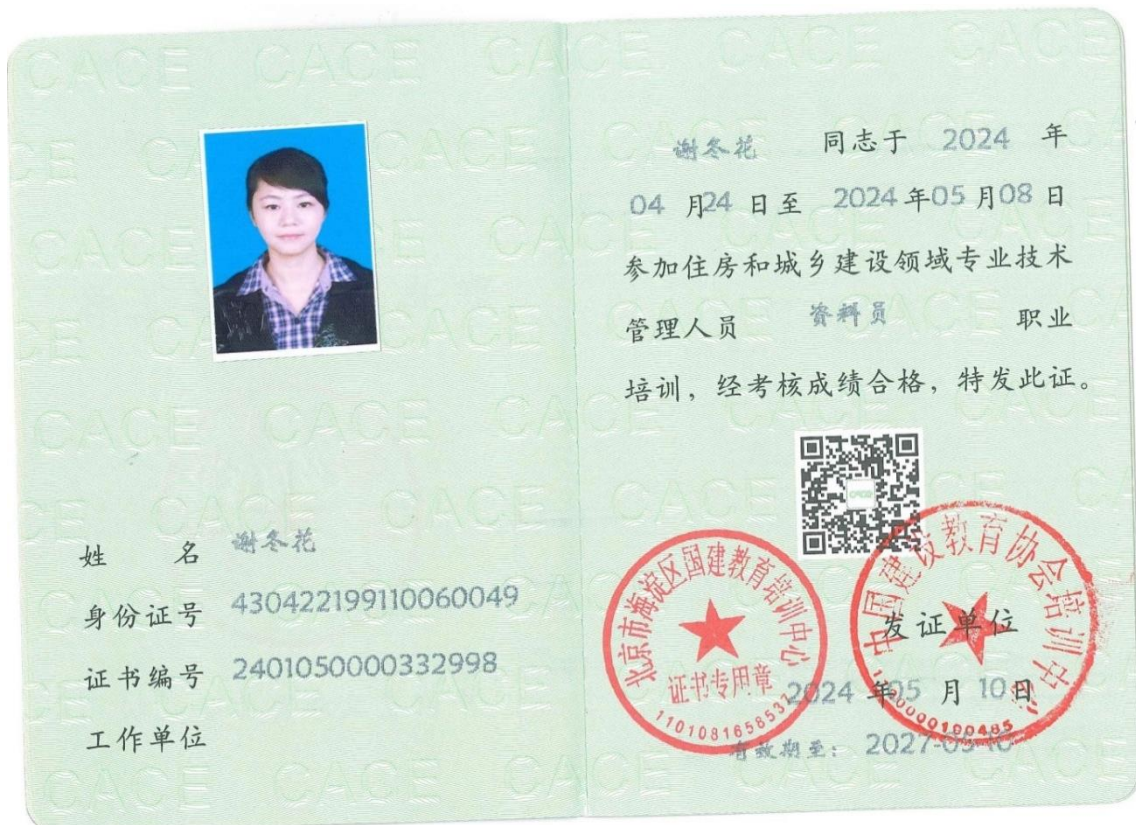 谢冬花 同志于 2024 年
04 月24 日至 2024年05月08日
参加住房和城乡建设领域专业技术
管理人员 资料员 职业
培训，经考核成绩合格，特发此证。
姓 名 谢冬花
身份证号 430422199110060049
证书编号 2401050000332998
工作单位
北京市海淀区国建教育培训中心
证书专用章
1101081658537
中国建设教育协会培训中心
发证单位
2024 年05 月 10日
有效期至： 2027-05-10
CACE